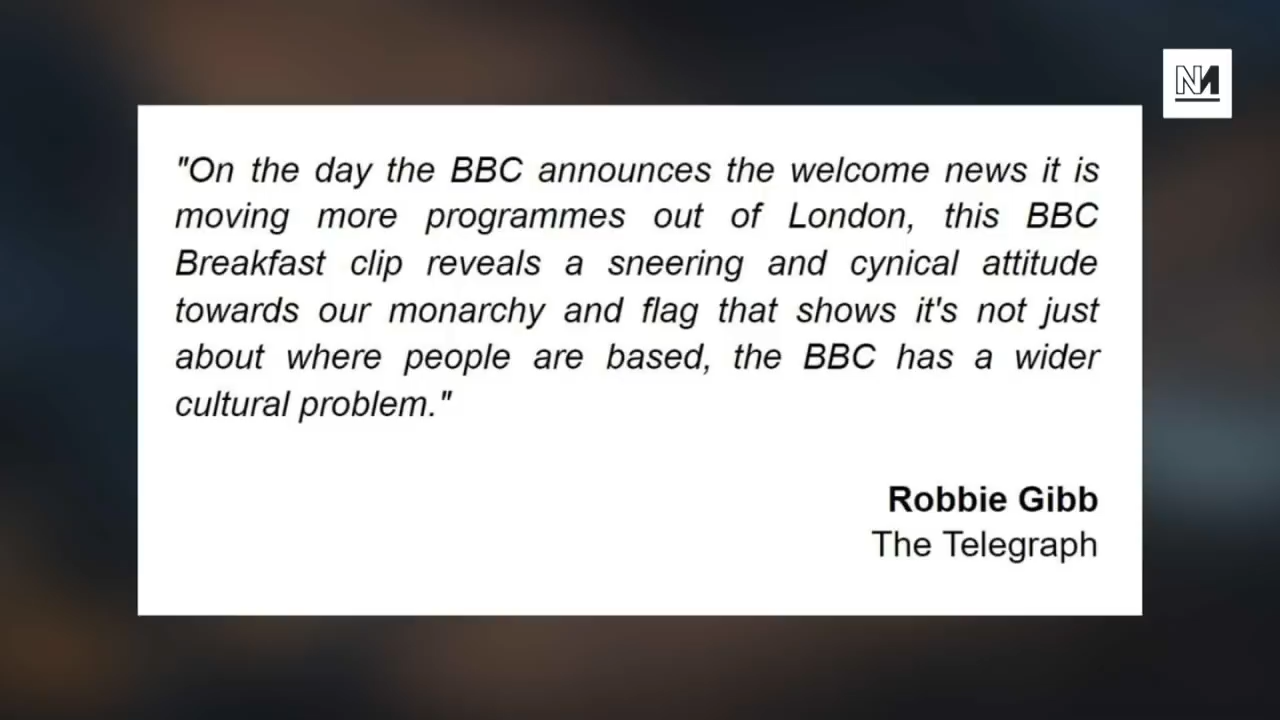 NM
"On the day the BBC announces the welcome news it is
moving more programmes out of London, this BBC
Breakfast clip reveals a sneering and cynical attitude
towards our monarchy and flag that shows it's not just
about where people are based, the BBC has a wider
cultural problem."
Robbie Gibb
The Telegraph